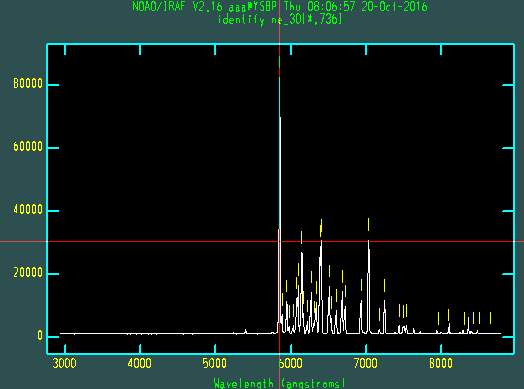 NOAO/IRAF V2.16 aaa@YSBP Thu 08:06:57 20-Oct-2016
identify ne_30[*,736]
80000
60000
40000
20000
0
3000 4000 5000 6000 7000 8000
Wavelength (angstroms)